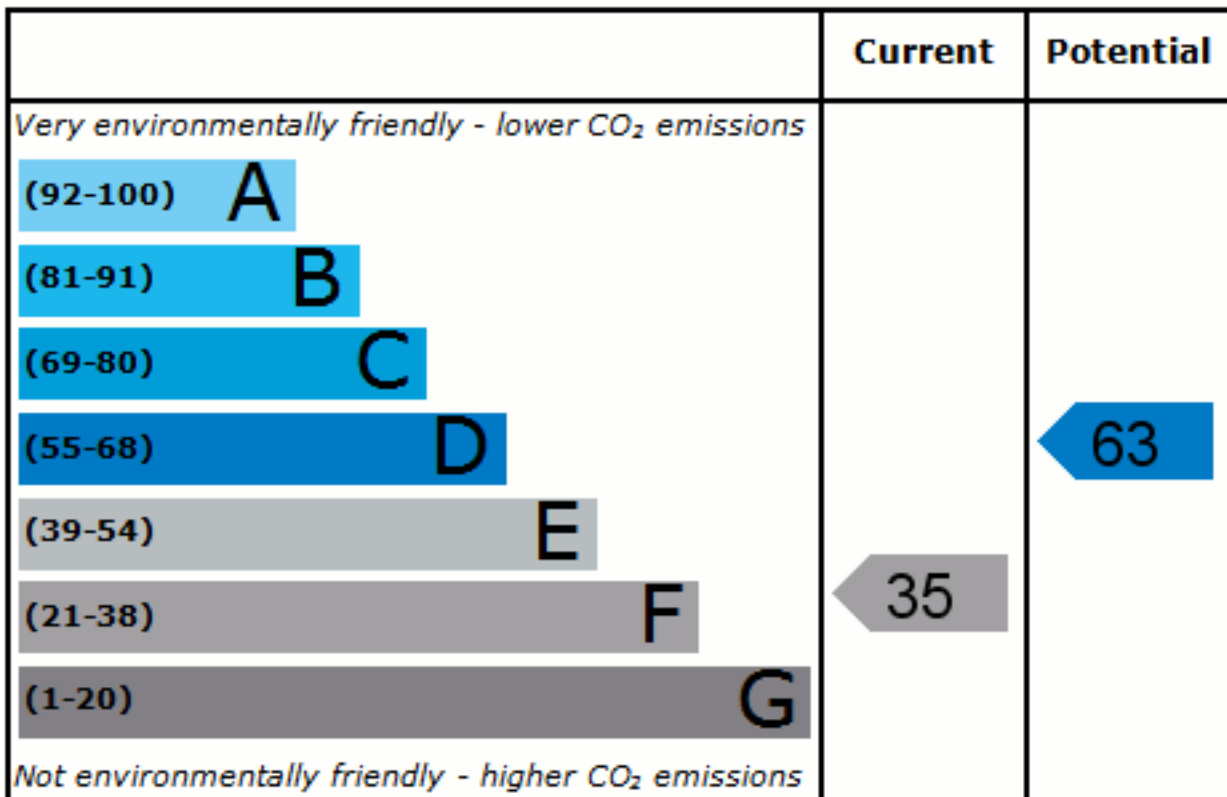 Current Potential
Very environmentally friendly - lower CO₂ emissions
(92-100) A
(81-91) B
(69-80) C
(55-68) D
63
(39-54) E
(21-38) F
35
(1-20) G
Not environmentally friendly - higher CO₂ emissions